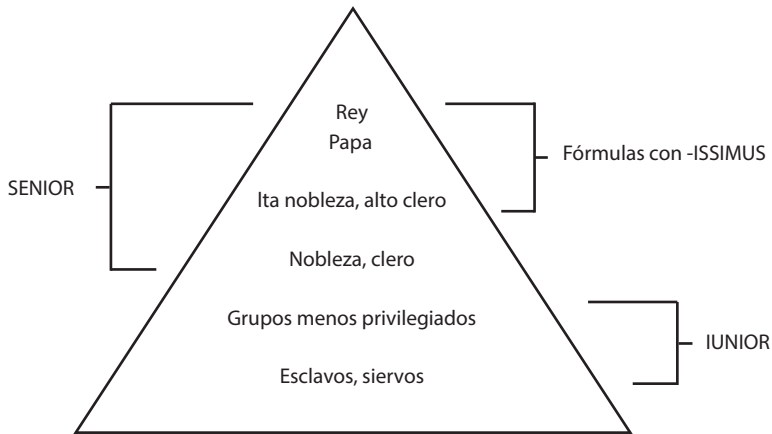 Rey
Papa
Fórmulas con -ISSIMUS
SENIOR
lta nobleza, alto clero
Nobleza, clero
Grupos menos privilegiados
IUNIOR
Esclavos, siervos